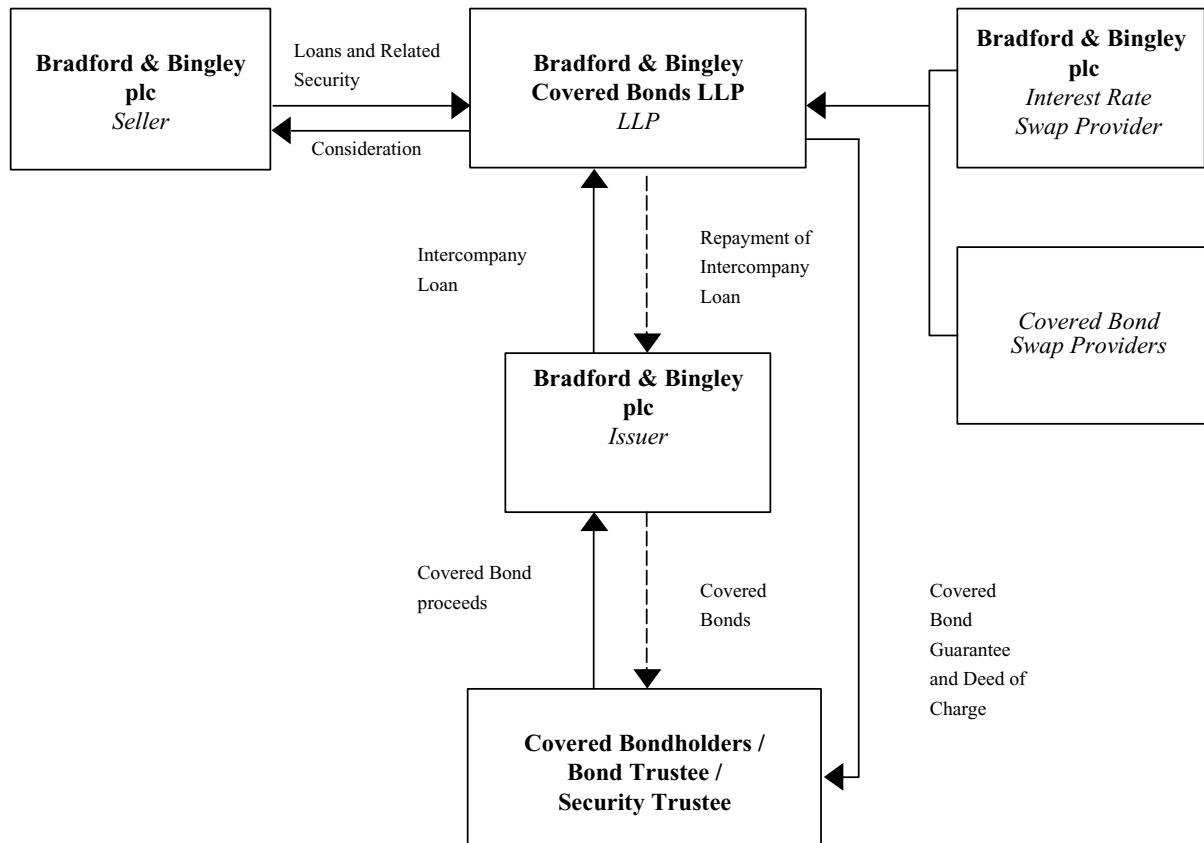 Bradford & Bingley
plc
Seller
Loans and Related
Security
Consideration
Bradford & Bingley
Covered Bonds LLP
LLP
Bradford & Bingley
plc
Interest Rate
Swap Provider
Intercompany
Loan
Repayment of
Intercompany
Loan
Covered Bond
Swap Providers
Bradford & Bingley
plc
Issuer
Covered Bond
proceeds
Covered
Bonds
Covered
Bond
Guarantee
and Deed of
Charge
Covered Bondholders /
Bond Trustee /
Security Trustee